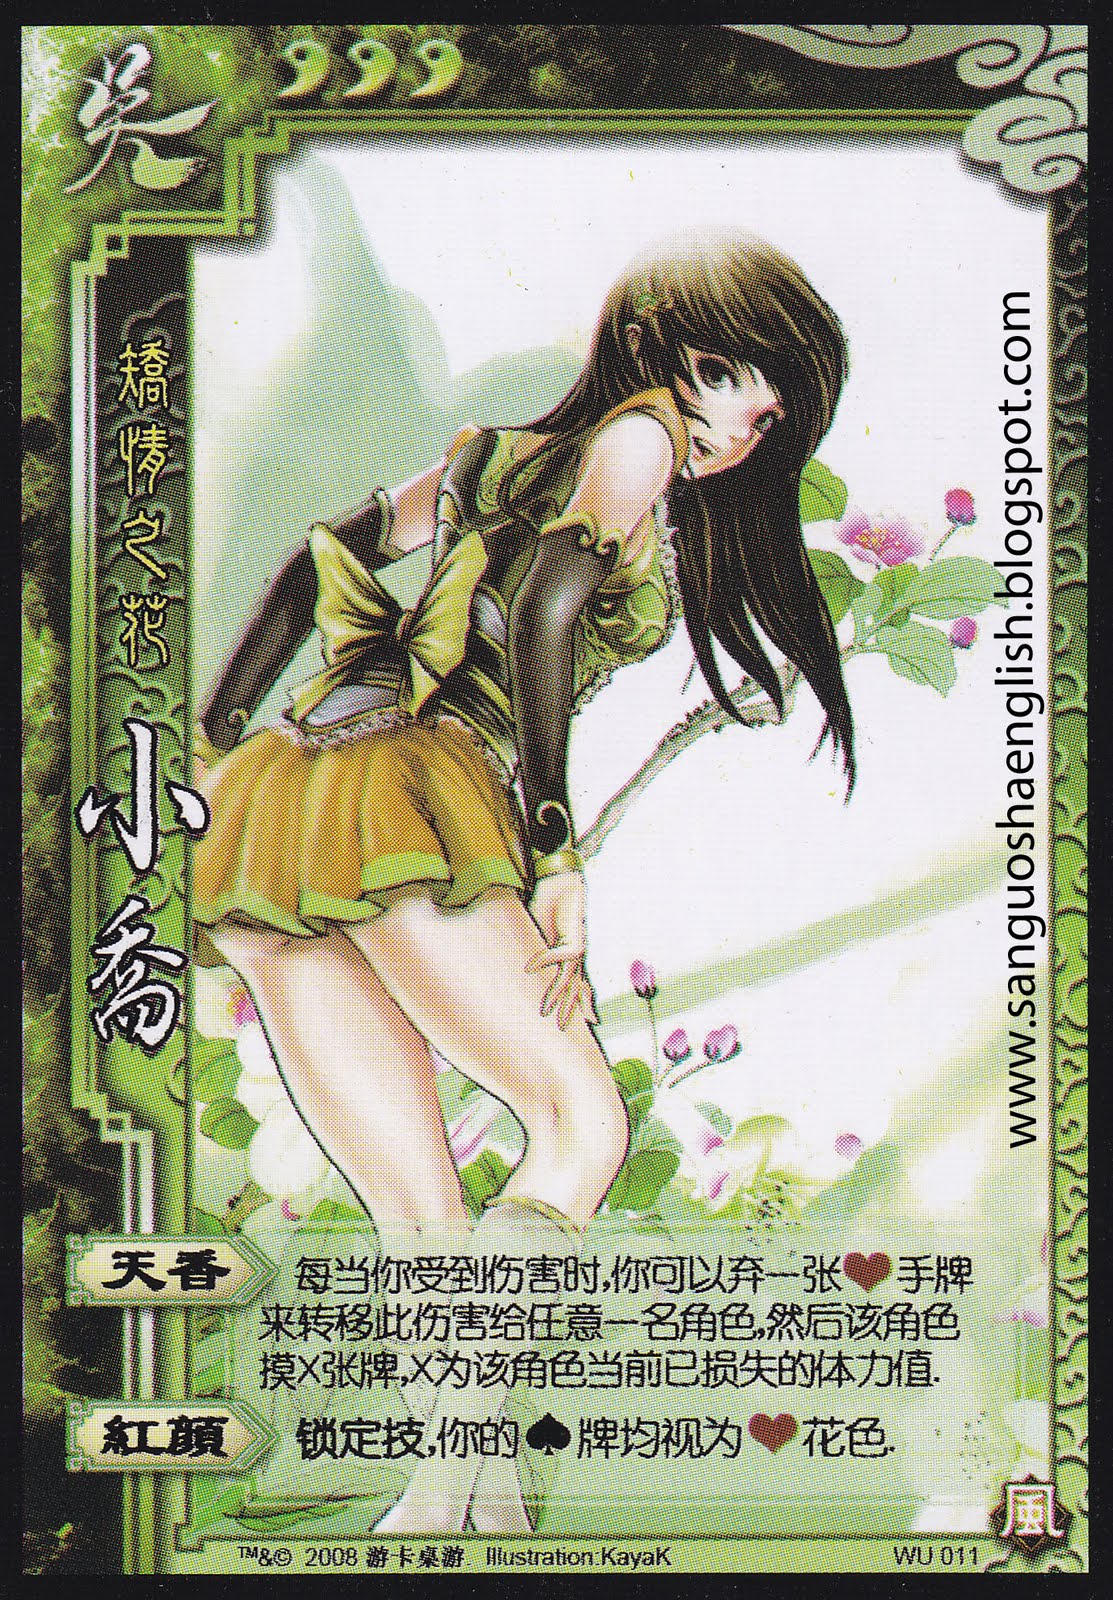 吴
矯情之花
小喬
www.sanguoshaenglish.blogspot.com
天香
每当你受到伤害时,你可以弃一张♥手牌
来转移此伤害给任意一名角色,然后该角色
摸X张牌,X为该角色当前已损失的体力值.
紅顏
锁定技,你的♠牌均视为♥花色.
風
™&© 2008 游卡桌游. Illustration:KayaK
WU 011